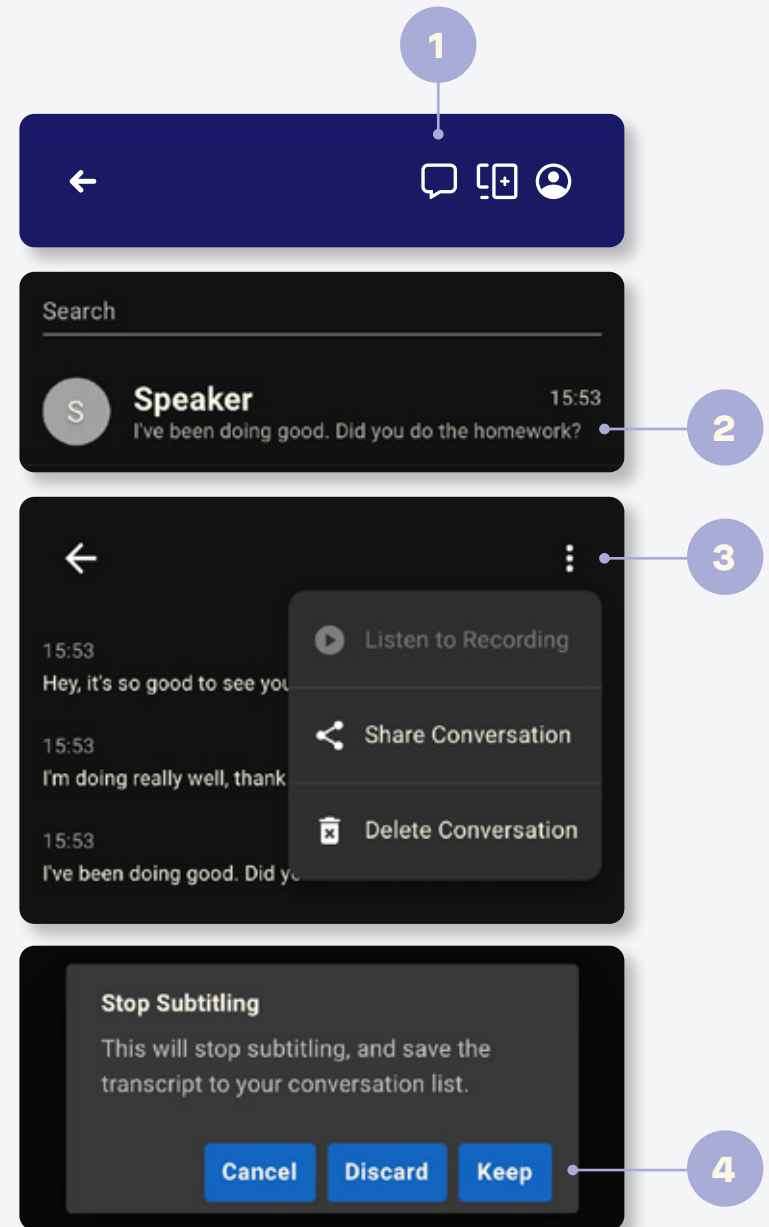 1
Search
S
Speaker
15:53
I've been doing good. Did you do the homework?
2
3
15:53
Hey, it's so good to see you
Listen to Recording
15:53
I'm doing really well, thank
Share Conversation
15:53
I've been doing good. Did
Delete Conversation
Stop Subtitling
This will stop subtitling, and save the
transcript to your conversation list.
Cancel
Discard
Keep
4